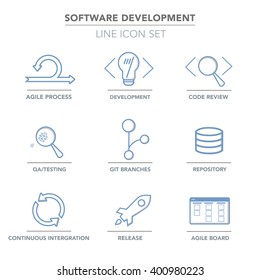 SOFTWARE DEVELOPMENT
LINE ICON SET
AGILE PROCESS
DEVELOPMENT
CODE REVIEW
QA/TESTING
GIT BRANCHES
REPOSITORY
CONTINUOUS INTERGRATION
RELEASE
AGILE BOARD
shutterstock.com · 400980223